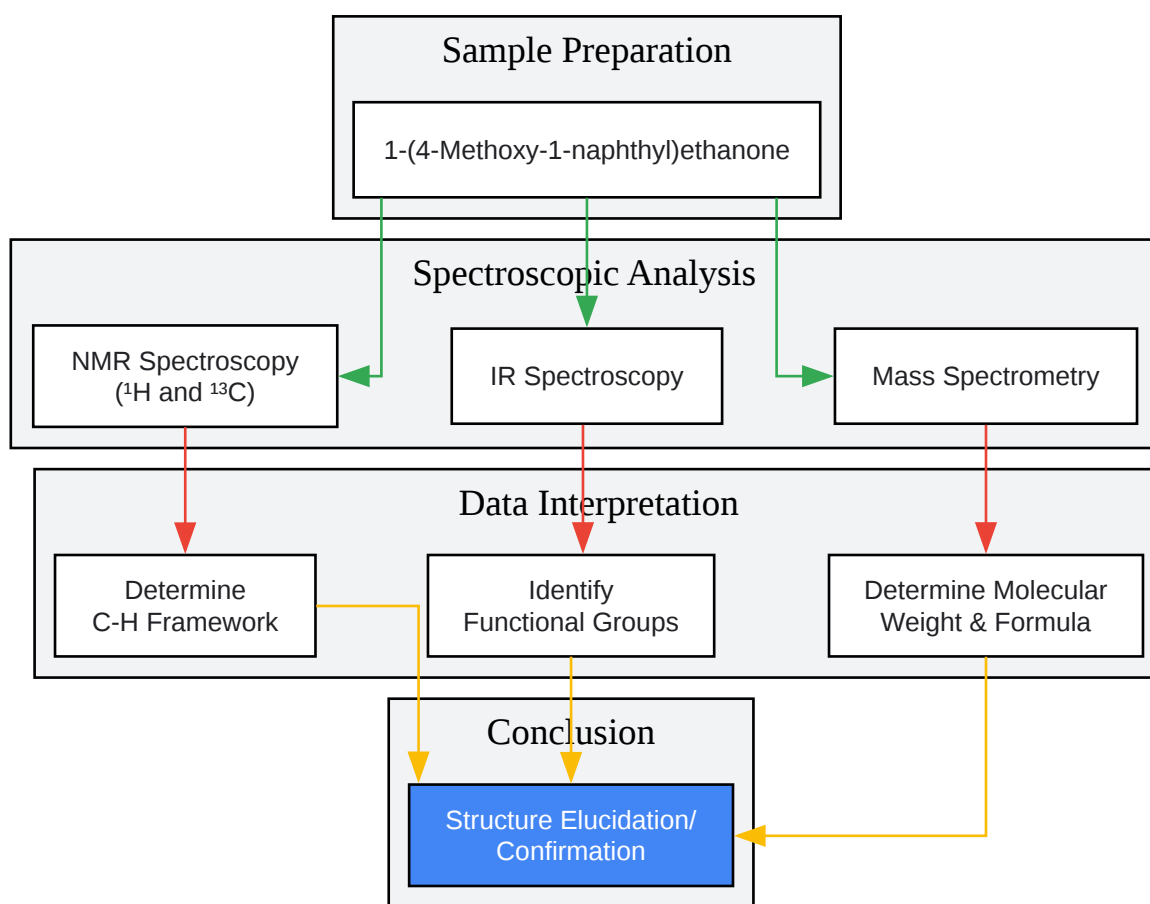 Sample Preparation
1-(4-Methoxy-1-naphthyl)ethanone
Spectroscopic Analysis
NMR Spectroscopy
(¹H and ¹³C)
IR Spectroscopy
Mass Spectrometry
Data Interpretation
Determine
C-H Framework
Identify
Functional Groups
Determine Molecular
Weight & Formula
Conclusion
Structure Elucidation/
Confirmation